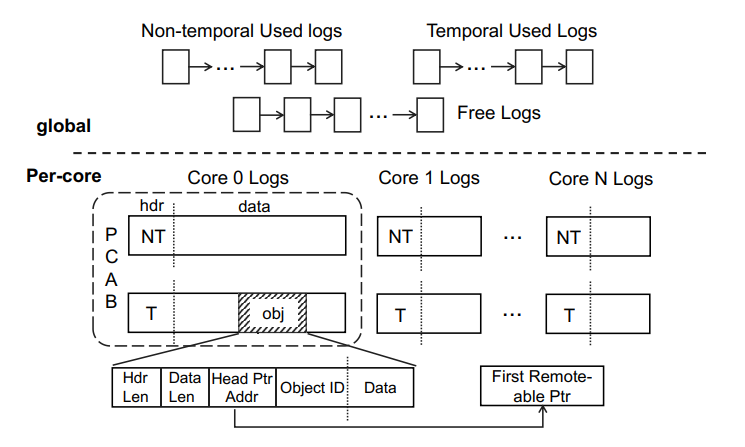 Non-temporal Used logs
Temporal Used Logs
...
...
...
Free Logs
global
Per-core
Core 0 Logs
Core 1 Logs
Core N Logs
hdr
data
P
C
A
B
NT
NT
...
NT
T
obj
T
...
T
Hdr
Len
Data
Len
Head Ptr
Addr
Object ID
Data
First Remote-
able Ptr